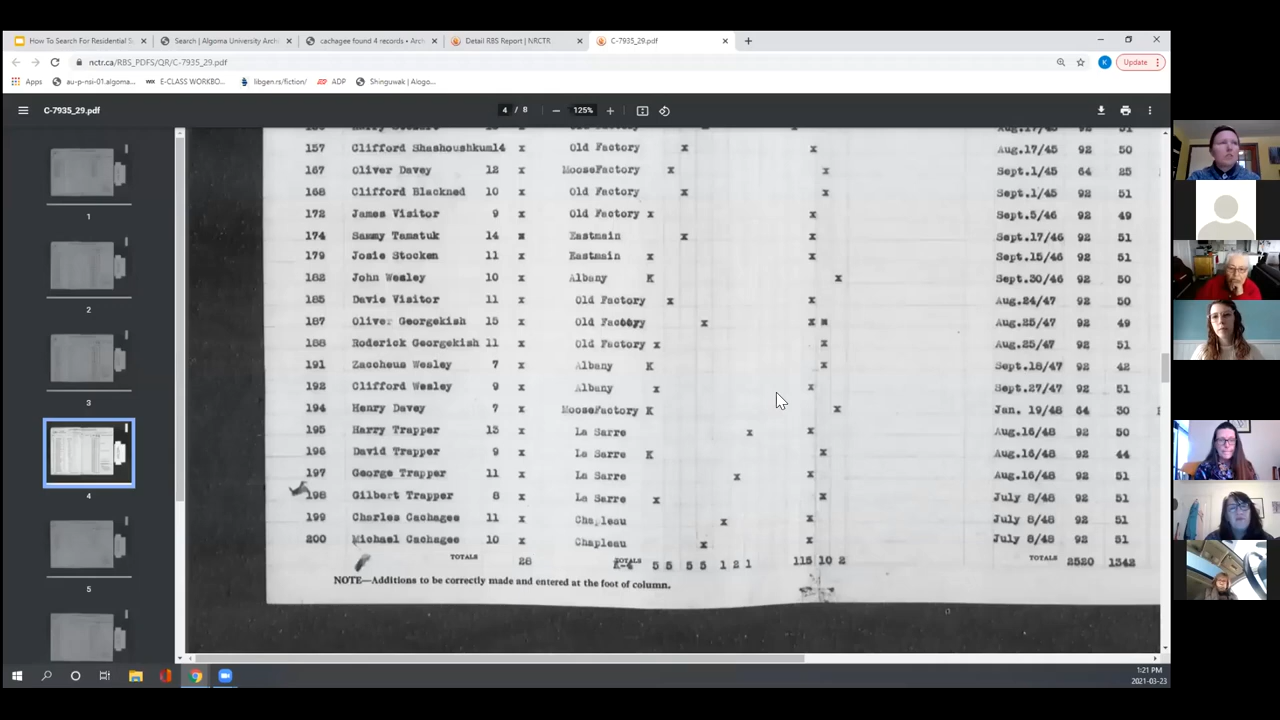 How To Search For Residential S
Search | Algoma University Arch
cachagee found 4 records • Arc
Detail RBS Report | NRCTR
C-7935_29.pdf
nctr.ca/RBS_PDFS/QR/C-7935_29.pdf
K
Update
Apps
au-p-nsi-01.algoma...
WX E-CLASS WORKBO...
libgen.rs/fiction/
ADP
Shinguwak | Alogo...
C-7935_29.pdf
4 / 8
125%
157 Clifford Shashoushkum14 x Old Factory x x Aug.17/45 92 50
167 Oliver Davey 12 x MooseFactory x x Sept.1/45 64 25
168 Clifford Blackned 10 x Old Factory x x Sept.1/45 92 51
172 James Visitor 9 x Old Factory x x Sept.5/46 92 49
174 Sammy Tamatuk 14 x Eastmain x x Sept.17/46 92 51
179 Josie Stocken 11 x Eastmain x x Sept.15/46 92 51
182 John Wesley 10 x Albany K x Sept.30/46 92 50
185 Davie Visitor 11 x Old Factory x x Aug.24/47 92 50
187 Oliver Georgekish 15 x Old Factory x x x Aug.25/47 92 49
188 Roderick Georgekish 11 x Old Factory x x Aug.25/47 92 51
191 Zaccheus Wesley 7 x Albany K x Sept.18/47 92 42
192 Clifford Wesley 9 x Albany x x Sept.27/47 92 51
194 Henry Davey 7 x MooseFactory K x Jan. 19/48 64 30
195 Harry Trapper 13 x La Sarre x x Aug.16/48 92 50
196 David Trapper 9 x La Sarre K x Aug.16/48 92 44
197 George Trapper 11 x La Sarre x x Aug.16/48 92 51
198 Gilbert Trapper 8 x La Sarre x x July 8/48 92 51
199 Charles Cachagee 11 x Chapleau x x July 8/48 92 51
200 Michael Cachagee 10 x Chapleau x x July 8/48 92 51
TOTALS 28 TOTALS 5 5 5 5 1 2 1 115 10 2 TOTALS 2520 1342
NOTE—Additions to be correctly made and entered at the foot of column.
1
2
3
4
5
1:21 PM
2021-03-23